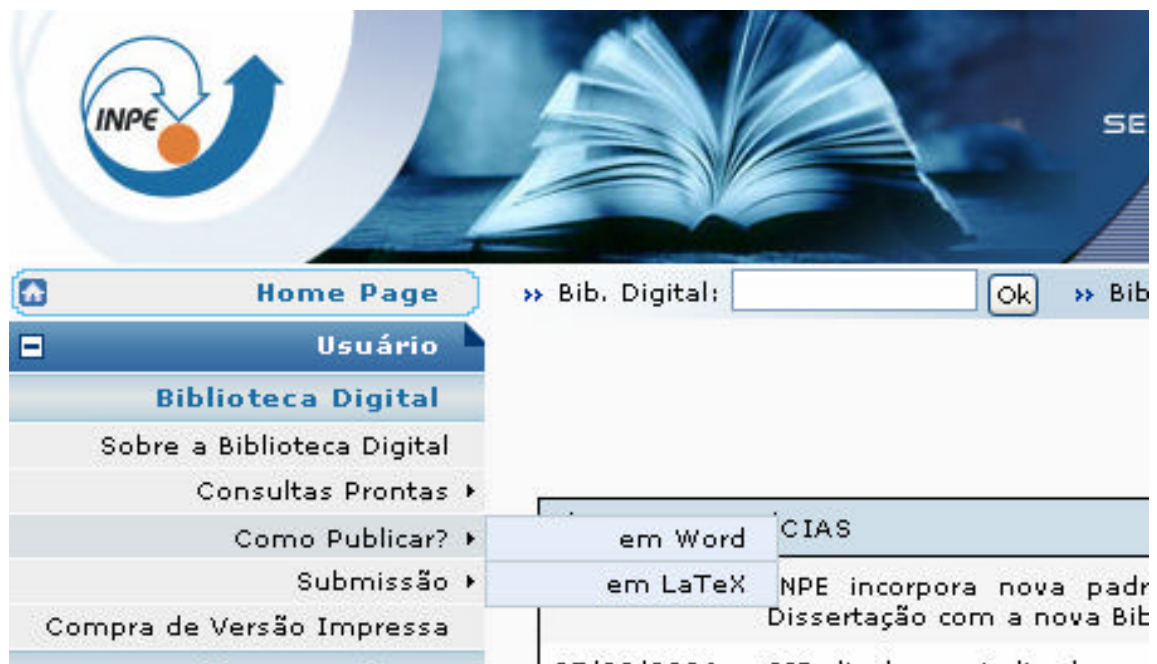 INPE
SE
Home Page
» Bib. Digital: Ok » Bib
Usuário
Biblioteca Digital
Sobre a Biblioteca Digital
Consultas Prontas
Como Publicar?
em Word
CIAS
Submissão
em LaTeX
NPE incorpora nova padr
Dissertação com a nova Bib
Compra de Versão Impressa